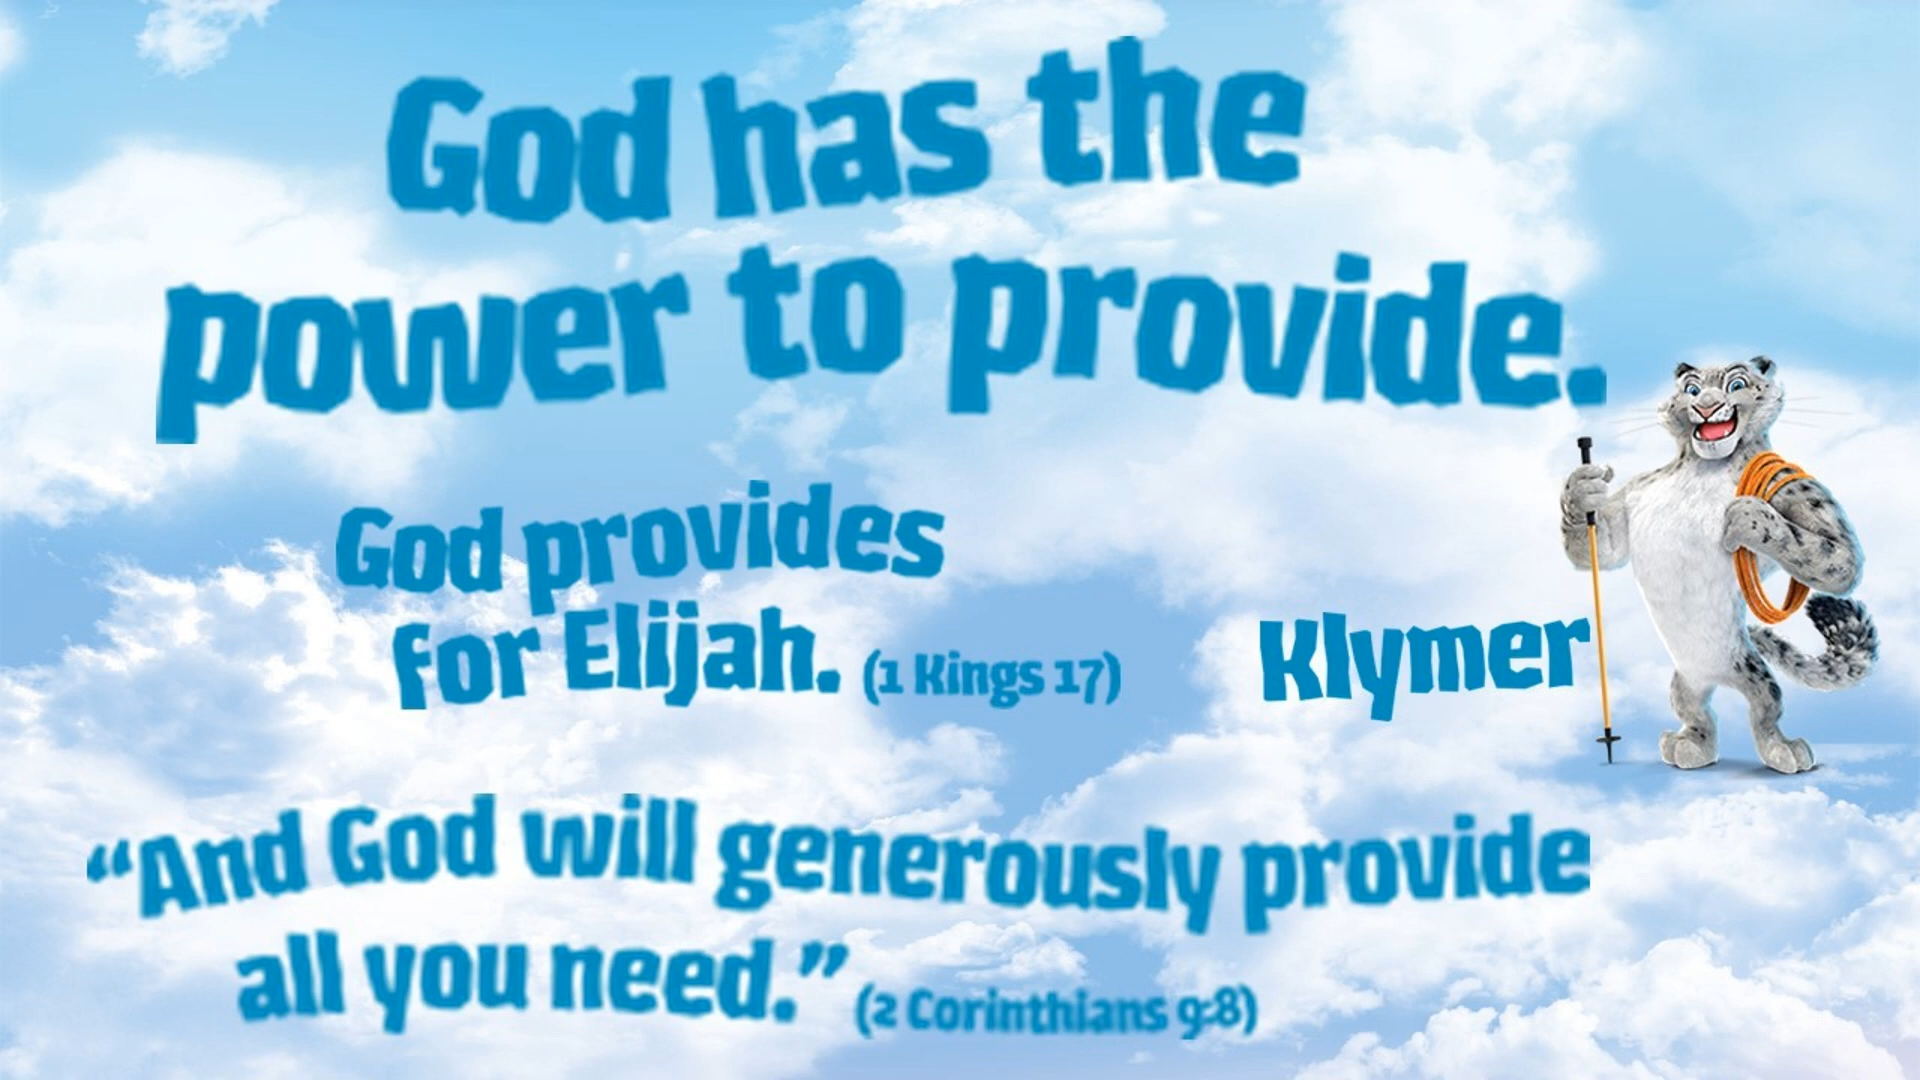 God has the
power to provide.
God provides
for Elijah. (1 Kings 17)
Klymer
“And God will generously provide
all you need.” (2 Corinthians 9:8)